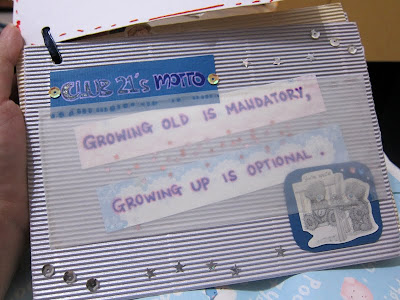 CLUB 21's MOTTO
GROWING OLD IS MANDATORY,
GROWING UP IS OPTIONAL.